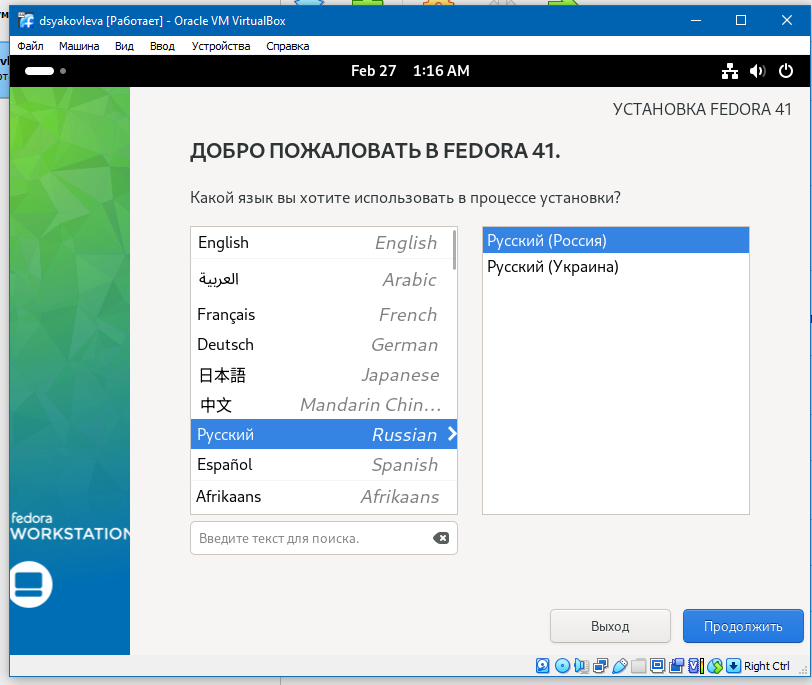 dsyakovleva [Работает] - Oracle VM VirtualBox
Файл Машина Вид Ввод Устройства Справка
Feb 27 1:16 AM
УСТАНОВКА FEDORA 41
ДОБРО ПОЖАЛОВАТЬ В FEDORA 41.
Какой язык вы хотите использовать в процессе установки?
English English
العربية Arabic
Français French
Deutsch German
日本語 Japanese
中文 Mandarin Chin...
Русский Russian
Español Spanish
Afrikaans Afrikaans
Русский (Россия)
Русский (Украина)
Введите текст для поиска.
fedora
WORKSTATION
Выход Продолжить
Right Ctrl